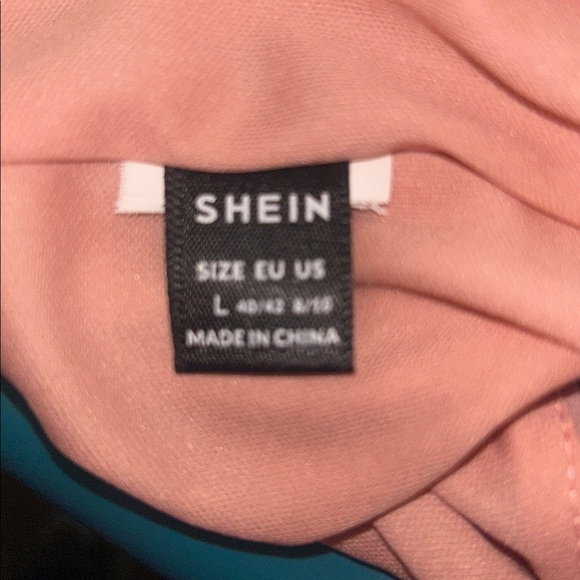 SHEIN
SIZE EU US
L 40/42 8/10
MADE IN CHINA